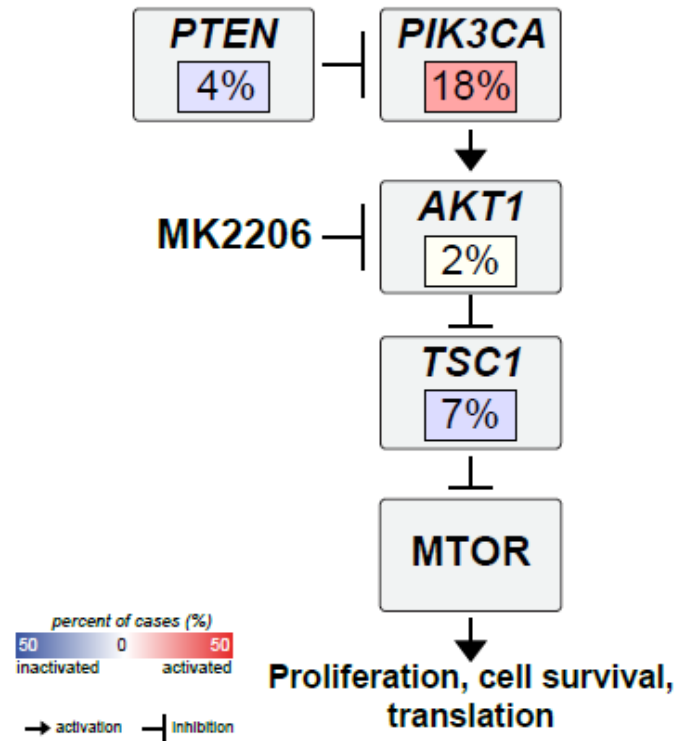 PTEN
4%
PIK3CA
18%
MK2206
AKT1
2%
TSC1
7%
MTOR
percent of cases (%)
50 0 50
inactivated activated
Proliferation, cell survival,
translation
activation inhibition